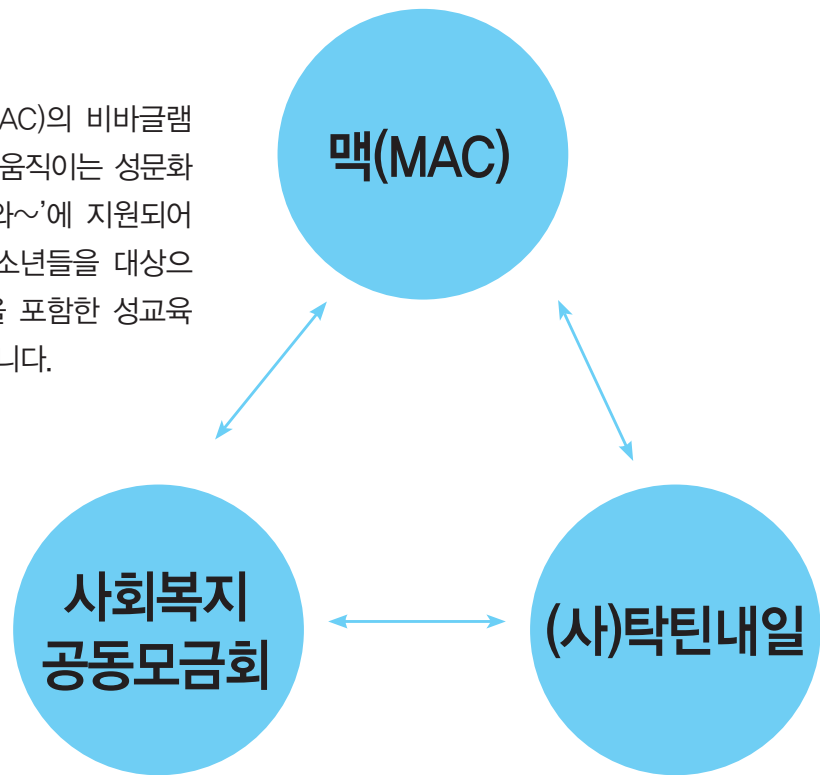 AC)의 비바글램
움직이는 성문화
와~’에 지원되어
소년들을 대상으
을 포함한 성교육
니다.
맥(MAC)
사회복지
공동모금회
(사)탁틴내일